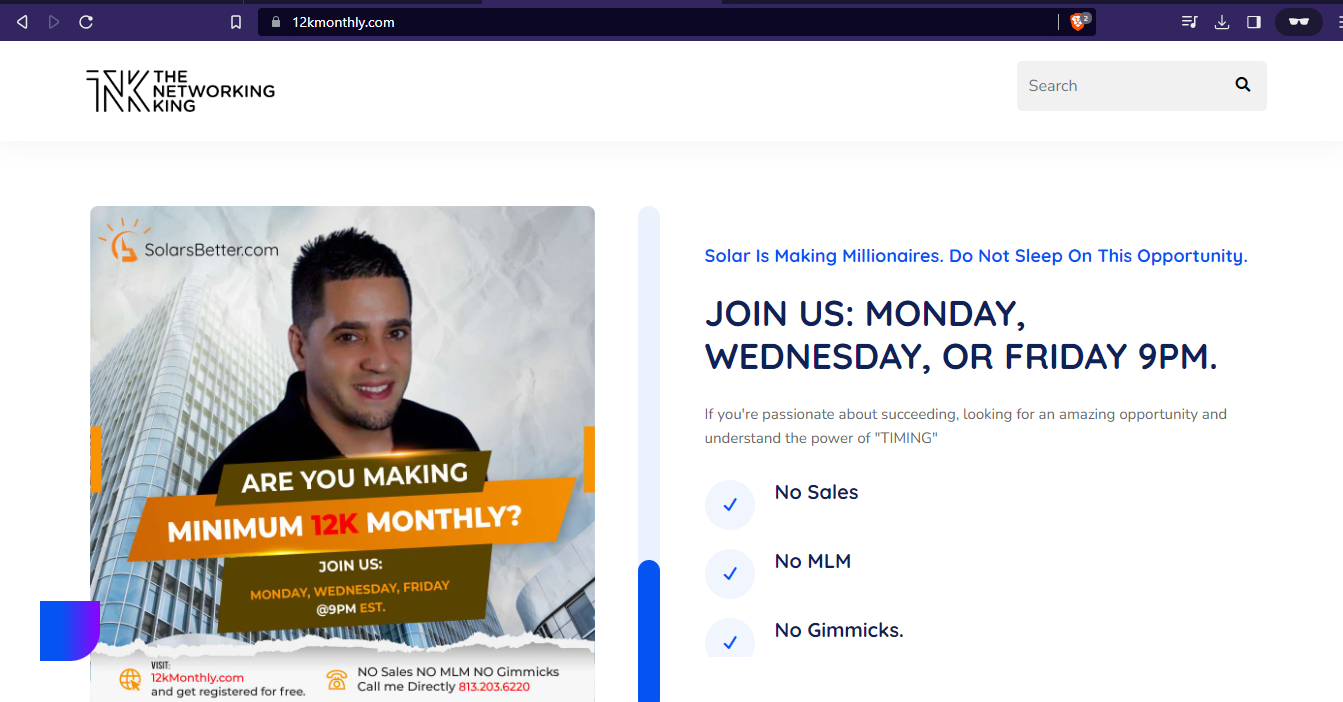 12kmonthly.com
2
THE
NETWORKING
KING
TNK
Search
SolarsBetter.com
ARE YOU MAKING
MINIMUM 12K MONTHLY?
JOIN US:
MONDAY, WEDNESDAY, FRIDAY
@9PM EST.
VISIT:
12kMonthly.com
and get registered for free.
NO Sales NO MLM NO Gimmicks
Call me Directly 813.203.6220
Solar Is Making Millionaires. Do Not Sleep On This Opportunity.
JOIN US: MONDAY,
WEDNESDAY, OR FRIDAY 9PM.
If you're passionate about succeeding, looking for an amazing opportunity and
understand the power of "TIMING"
No Sales
No MLM
No Gimmicks.